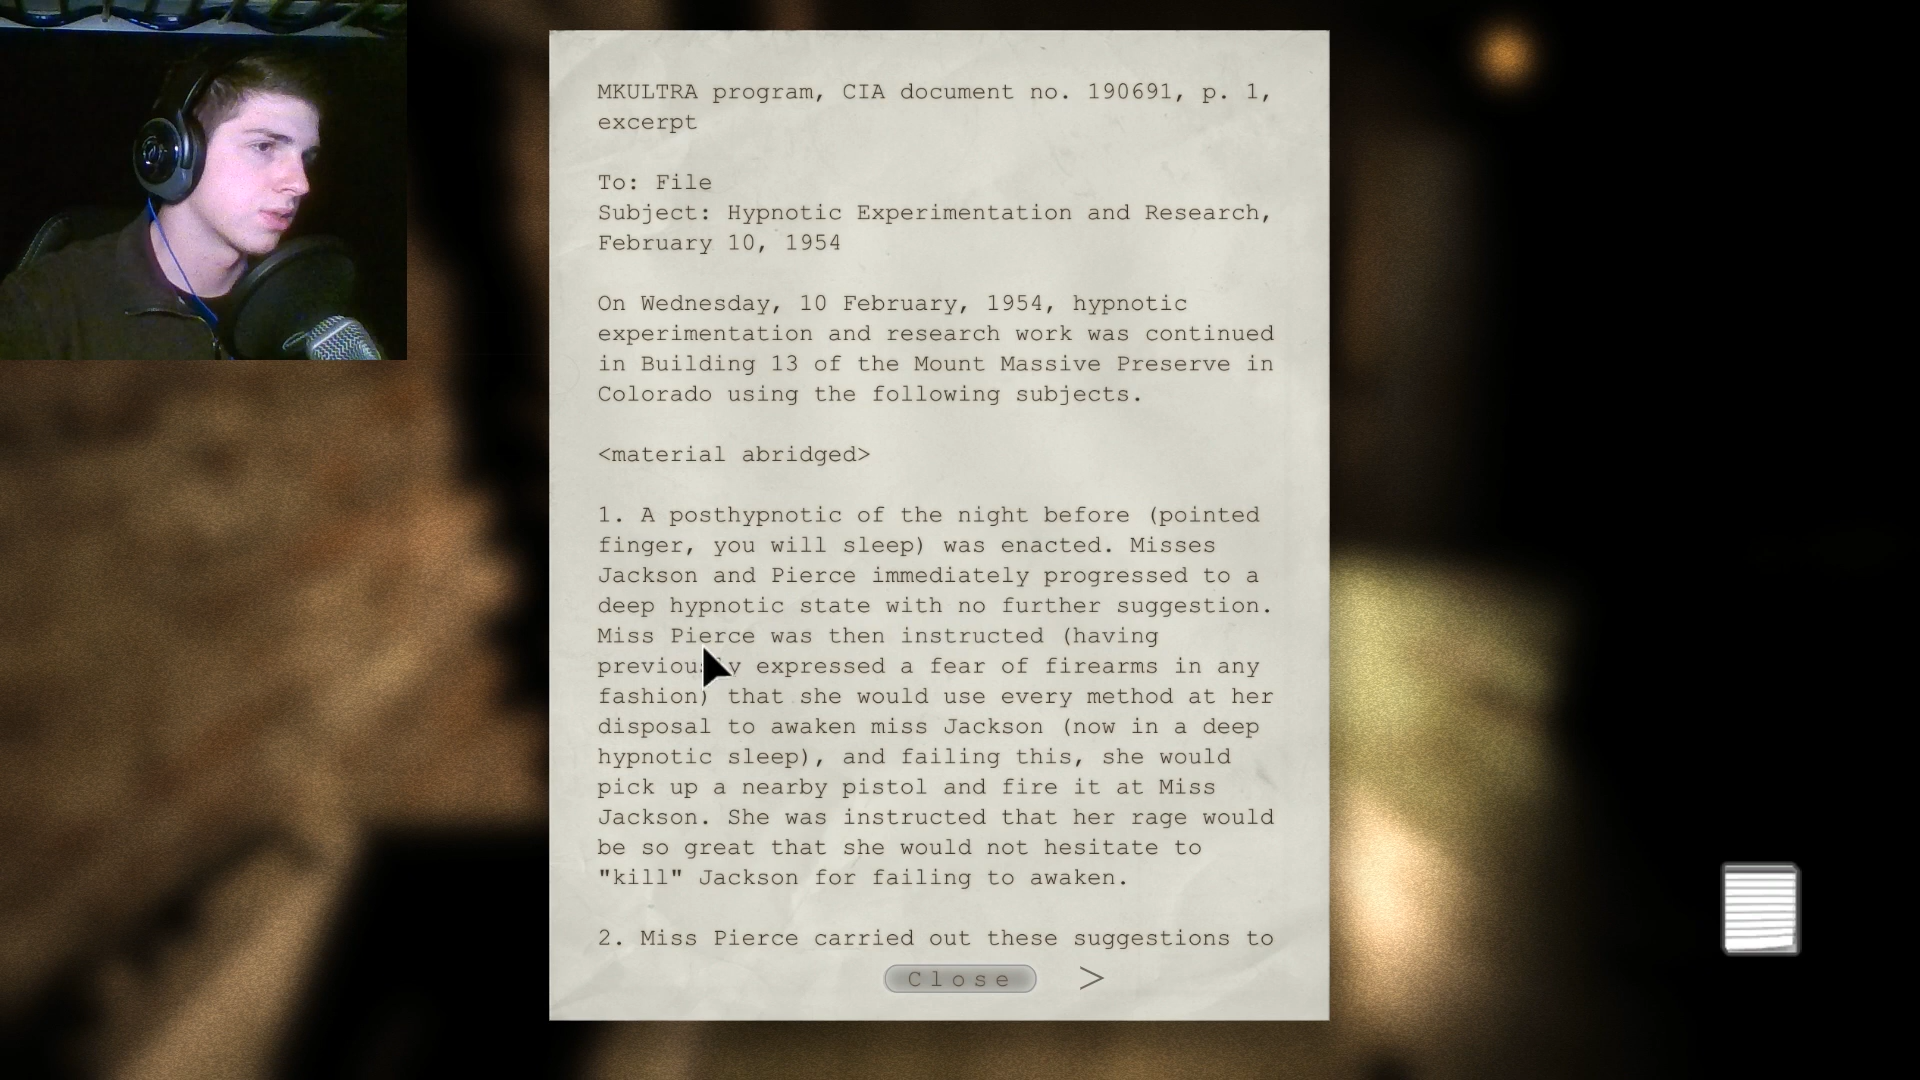 MKULTRA program, CIA document no. 190691, p. 1,
excerpt
To: File
Subject: Hypnotic Experimentation and Research,
February 10, 1954
On Wednesday, 10 February, 1954, hypnotic
experimentation and research work was continued
in Building 13 of the Mount Massive Preserve in
Colorado using the following subjects.
<material abridged>
1. A posthypnotic of the night before (pointed
finger, you will sleep) was enacted. Misses
Jackson and Pierce immediately progressed to a
deep hypnotic state with no further suggestion.
Miss Pierce was then instructed (having
previously expressed a fear of firearms in any
fashion) that she would use every method at her
disposal to awaken miss Jackson (now in a deep
hypnotic sleep), and failing this, she would
pick up a nearby pistol and fire it at Miss
Jackson. She was instructed that her rage would
be so great that she would not hesitate to
"kill" Jackson for failing to awaken.
2. Miss Pierce carried out these suggestions to
Close >